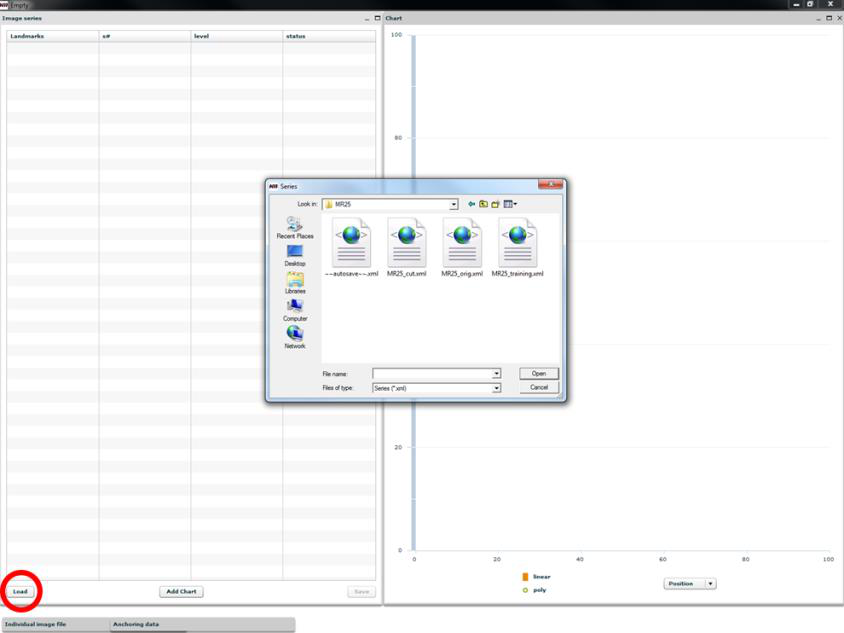 NII Empty
Image series
Landmarks s# level status
Load
Add Chart
Save
Individual image file
Anchoring data
Chart
100
80
20
0
0 20 40 60 80 100
linear
poly
Position
Series
Look in: MR25
Recent Places
Desktop
Libraries
Computer
Network
~~autosave~~.xml MR25_cut.xml MR25_orig.xml MR25_training.xml
File name: Open
Files of type: Series (*.xml) Cancel